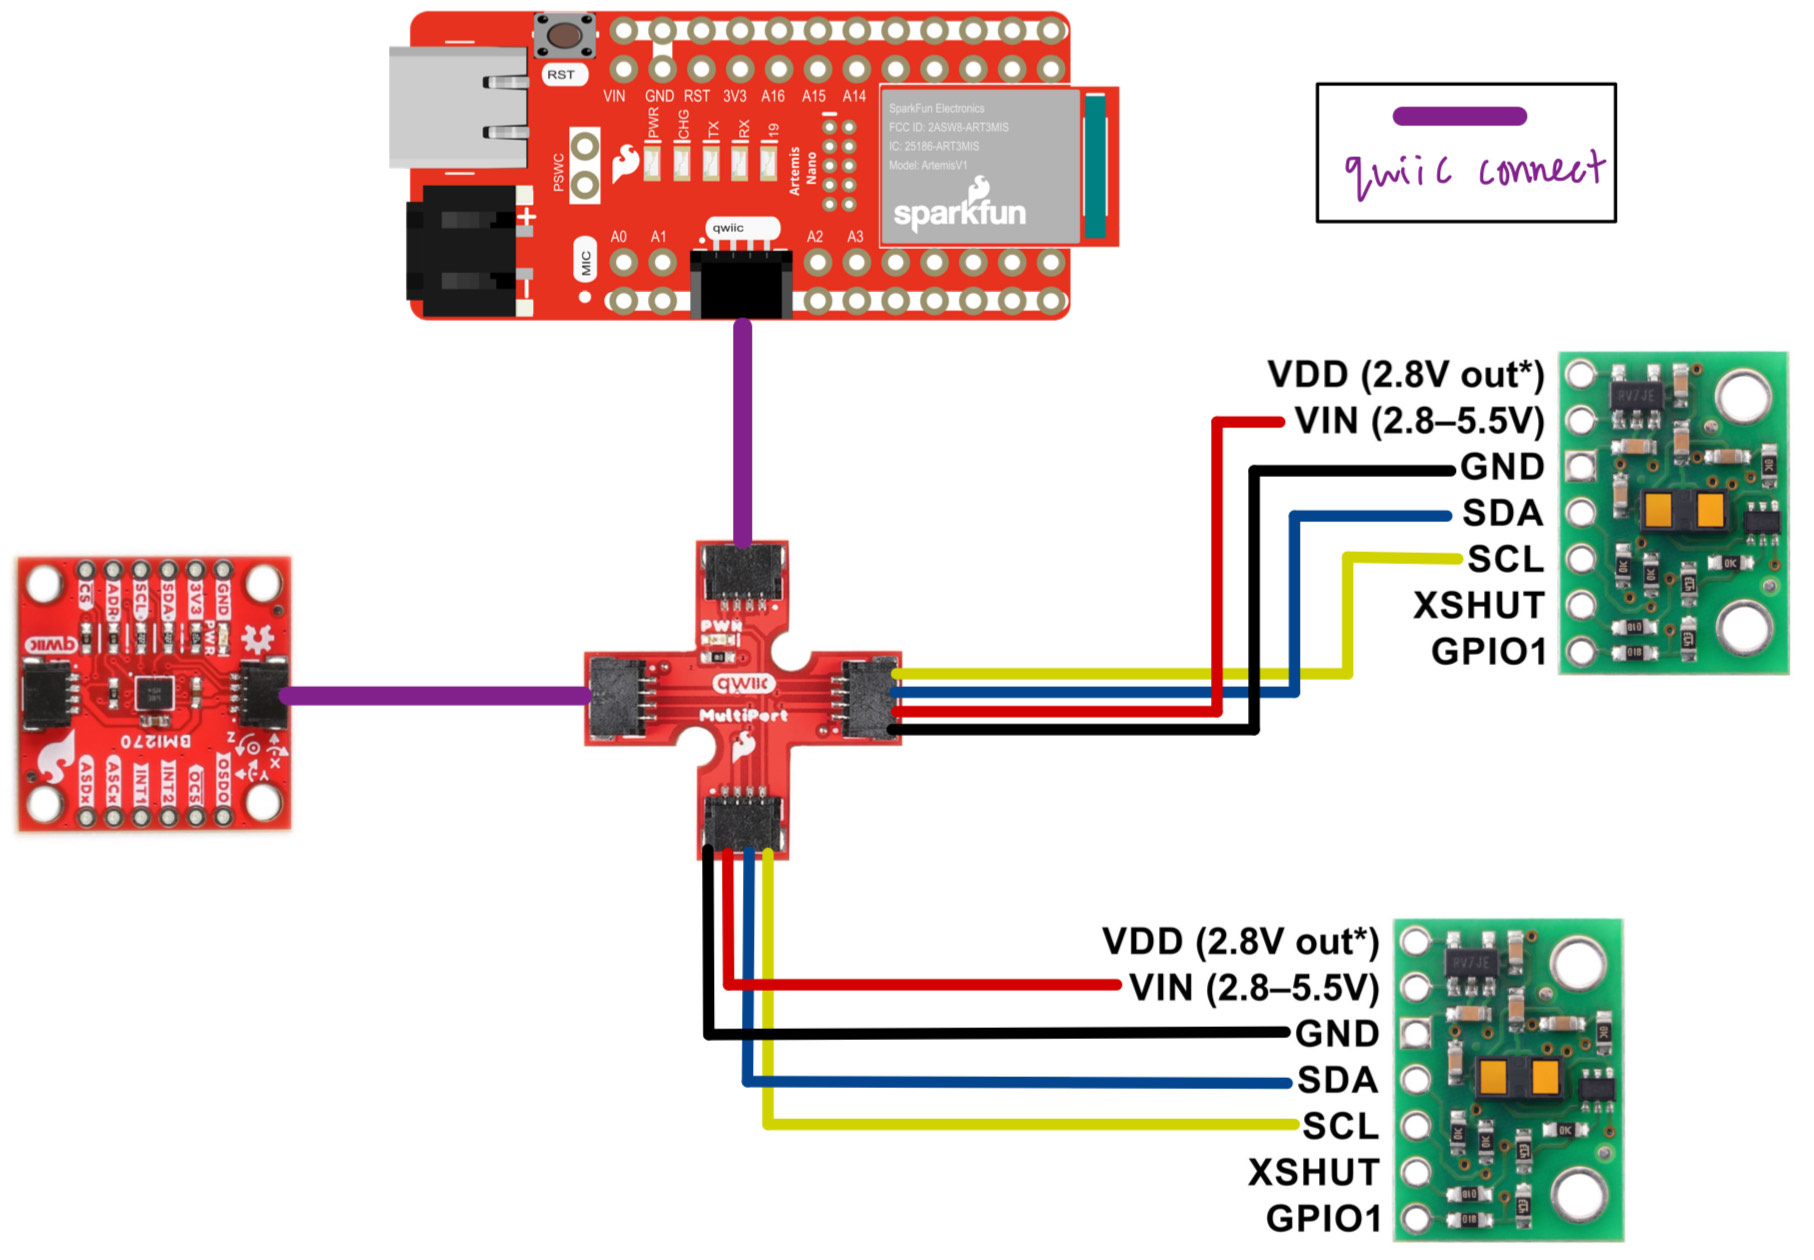 RST
VIN GND RST 3V3 A16 A15 A14
PWR
CHG
TX
RX
19
PSWC
Artemis
Nano
SparkFun Electronics
FCC ID: 2ASW8-ART3MIS
IC: 25186-ART3MIS
Model: ArtemisV1
sparkfun
+
−
MIC
A0 A1
qwiic
A2 A3
qwiic connect
VDD (2.8V out*)
VIN (2.8–5.5V)
GND
SDA
SCL
XSHUT
GPIO1
RV7JE
CS
ADR
SCL
SDA
3V3
GND
PWR
qwiic
BMI270
Z
X
Y
ASDx
ASCx
INT1
INT2
OCS
OSDO
PWR
qwiic
MultiPort
VDD (2.8V out*)
VIN (2.8–5.5V)
GND
SDA
SCL
XSHUT
GPIO1
RV7JE